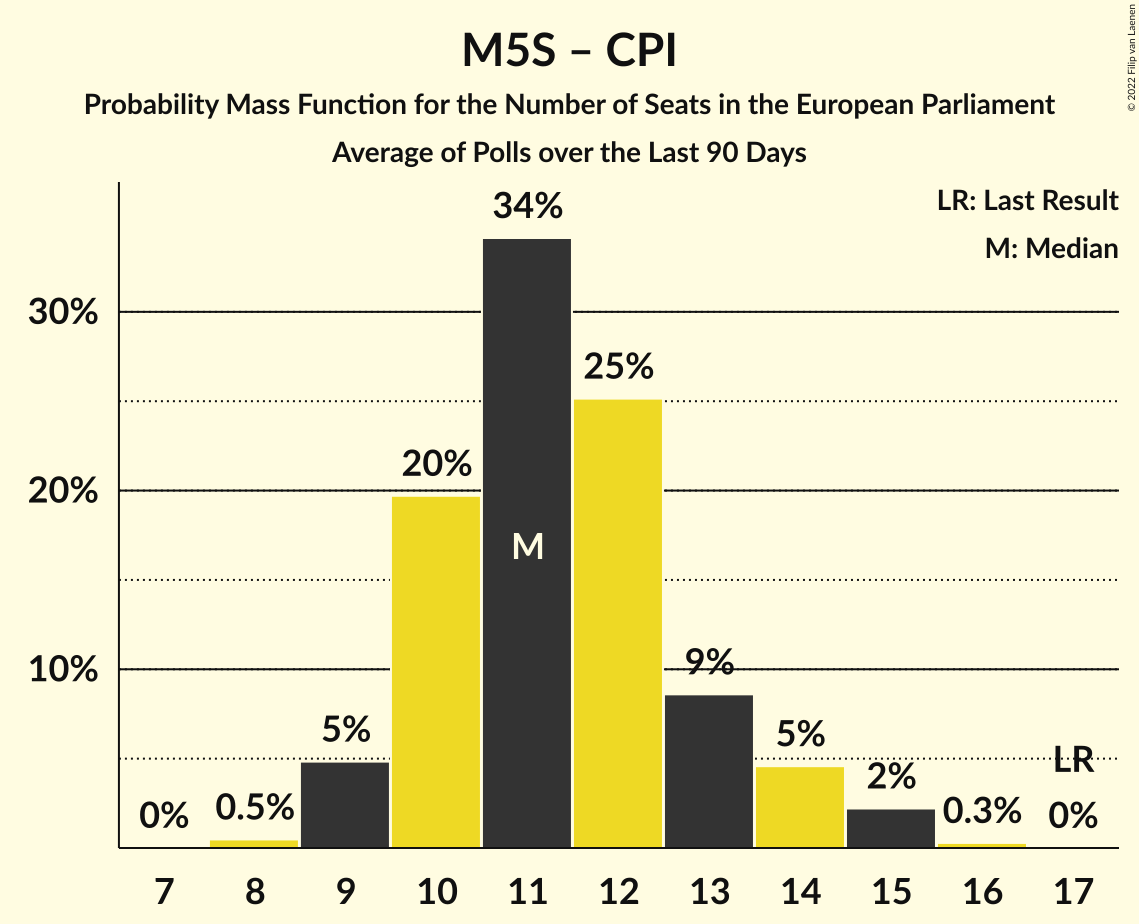 M5S – CPI
Probability Mass Function for the Number of Seats in the European Parliament
Average of Polls over the Last 90 Days
© 2022 Filip van Laenen
LR: Last Result
M: Median
30%
20%
10%
0%
0.5%
5%
20%
34%
M
25%
9%
5%
2%
0.3%
LR
0%
7 8 9 10 11 12 13 14 15 16 17